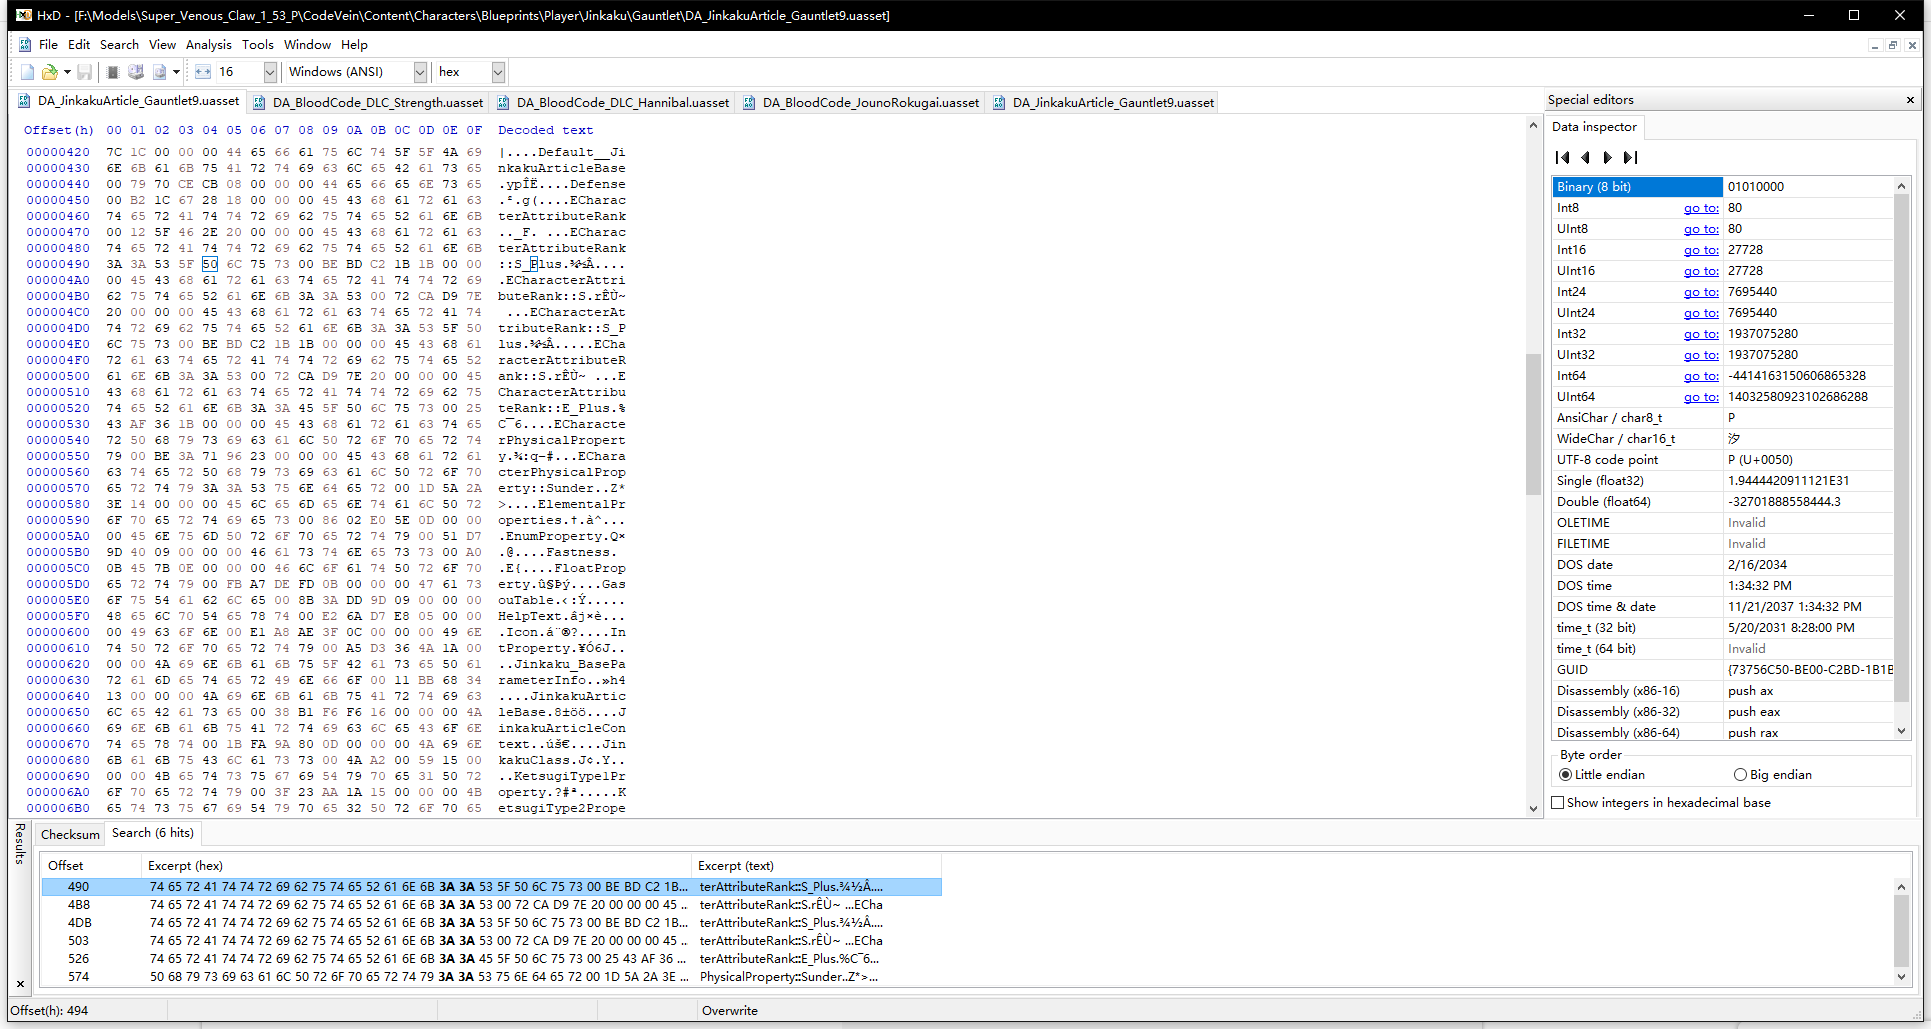 HxD - [F:\Models\Super_Venous_Claw_1_53_P\CodeVein\Content\Characters\Blueprints\Player\Jinkaku\Gauntlet\DA_JinkakuArticle_Gauntlet9.uasset]
File Edit Search View Analysis Tools Window Help
16 Windows (ANSI) hex
DA_JinkakuArticle_Gauntlet9.uasset DA_BloodCode_DLC_Strength.uasset DA_BloodCode_DLC_Hannibal.uasset DA_BloodCode_JounoRokugai.uasset DA_JinkakuArticle_Gauntlet9.uasset
Offset(h) 00 01 02 03 04 05 06 07 08 09 0A 0B 0C 0D 0E 0F Decoded text
00000420 7C 1C 00 00 00 44 65 66 61 75 6C 74 5F 5F 4A 69 |....Default__Ji
00000430 6E 6B 61 6B 75 41 72 74 69 63 6C 65 42 61 73 65 nkakuArticleBase
00000440 00 79 70 CE CB 08 00 00 00 44 65 66 65 6E 73 65 .ypÎË....Defense
00000450 00 B2 1C 67 28 18 00 00 00 45 43 68 61 72 61 63 .².g(....ECharac
00000460 74 65 72 41 74 74 72 69 62 75 74 65 52 61 6E 6B terAttributeRank
00000470 00 12 5F 46 2E 20 00 00 00 45 43 68 61 72 61 63 .._F. ...ECharac
00000480 74 65 72 41 74 74 72 69 62 75 74 65 52 61 6E 6B terAttributeRank
00000490 3A 3A 53 5F 50 6C 75 73 00 BE BD C2 1B 1B 00 00 ::S_Plus.¾½Â....
000004A0 00 45 43 68 61 72 61 63 74 65 72 41 74 74 72 69 .ECharacterAttri
000004B0 62 75 74 65 52 61 6E 6B 3A 3A 53 00 72 CA D9 7E buteRank::S.rÊÙ~
000004C0 20 00 00 00 45 43 68 61 72 61 63 74 65 72 41 74 ...ECharacterAt
000004D0 74 72 69 62 75 74 65 52 61 6E 6B 3A 3A 53 5F 50 tributeRank::S_P
000004E0 6C 75 73 00 BE BD C2 1B 1B 00 00 00 45 43 68 61 lus.¾½Â.....ECha
000004F0 72 61 63 74 65 72 41 74 74 72 69 62 75 74 65 52 racterAttributeR
00000500 61 6E 6B 3A 3A 53 00 72 CA D9 7E 20 00 00 00 45 ank::S.rÊÙ~ ...E
00000510 43 68 61 72 61 63 74 65 72 41 74 74 72 69 62 75 CharacterAttribu
00000520 74 65 52 61 6E 6B 3A 3A 45 5F 50 6C 75 73 00 25 teRank::E_Plus.%
00000530 43 AF 36 1B 00 00 00 45 43 68 61 72 61 63 74 65 C¯6....ECharacte
00000540 72 50 68 79 73 69 63 61 6C 50 72 6F 70 65 72 74 rPhysicalPropert
00000550 79 00 BE 3A 71 96 23 00 00 00 45 43 68 61 72 61 y.¾:q–#...EChara
00000560 63 74 65 72 50 68 79 73 69 63 61 6C 50 72 6F 70 cterPhysicalProp
00000570 65 72 74 79 3A 3A 53 75 6E 64 65 72 00 1D 5A 2A erty::Sunder..Z*
00000580 3E 14 00 00 00 45 6C 65 6D 65 6E 74 61 6C 50 72 >....ElementalPr
00000590 6F 70 65 72 74 69 65 73 00 86 02 E0 5E 0D 00 00 operties.†.à^...
000005A0 00 45 6E 75 6D 50 72 6F 70 65 72 74 79 00 51 D7 .EnumProperty.Q×
000005B0 9D 40 09 00 00 00 46 61 73 74 6E 65 73 73 00 A0 .@....Fastness.
000005C0 0B 45 7B 0E 00 00 00 46 6C 6F 61 74 50 72 6F 70 .E{....FloatProp
000005D0 65 72 74 79 00 FB A7 DE FD 0B 00 00 00 47 61 73 erty.û§Þý....Gas
000005E0 6F 75 54 61 62 6C 65 00 8B 3A DD 9D 09 00 00 00 ouTable.‹:Ý.....
000005F0 48 65 6C 70 54 65 78 74 00 E2 6A D7 E8 05 00 00 HelpText.âj×è...
00000600 00 49 63 6F 6E 00 E1 A8 AE 3F 0C 00 00 00 49 6E .Icon.á¨®?....In
00000610 74 50 72 6F 70 65 72 74 79 00 A5 D3 36 4A 1A 00 tProperty.¥Ó6J..
00000620 00 00 4A 69 6E 6B 61 6B 75 5F 42 61 73 65 50 61 ..Jinkaku_BasePa
00000630 72 61 6D 65 74 65 72 49 6E 66 6F 00 11 BB 68 34 rameterInfo..»h4
00000640 13 00 00 00 4A 69 6E 6B 61 6B 75 41 72 74 69 63 ....JinkakuArtic
00000650 6C 65 42 61 73 65 00 38 B1 F6 F6 16 00 00 00 4A leBase.8±öö....J
00000660 69 6E 6B 61 6B 75 41 72 74 69 63 6C 65 43 6F 6E inkakuArticleCon
00000670 74 65 78 74 00 1B FA 9A 80 0D 00 00 00 4A 69 6E text..úš€....Jin
00000680 6B 61 6B 75 43 6C 61 73 73 00 4A A2 00 59 15 00 kakuClass.J¢.Y..
00000690 00 00 4B 65 74 73 75 67 69 54 79 70 65 31 50 72 ..KetsugiType1Pr
000006A0 6F 70 65 72 74 79 00 3F 23 AA 1A 15 00 00 00 4B operty.?#ª.....K
000006B0 65 74 73 75 67 69 54 79 70 65 32 50 72 6F 70 65 etsugiType2Prope
Special editors
Data inspector
Binary (8 bit) 01010000
Int8 go to: 80
UInt8 go to: 80
Int16 go to: 27728
UInt16 go to: 27728
Int24 go to: 7695440
UInt24 go to: 7695440
Int32 go to: 1937075280
UInt32 go to: 1937075280
Int64 go to: -4414163150606865328
UInt64 go to: 14032580923102686288
AnsiChar / char8_t P
WideChar / char16_t 汐
UTF-8 code point P (U+0050)
Single (float32) 1.9444420911121E31
Double (float64) -32701888558444.3
OLETIME Invalid
FILETIME Invalid
DOS date 2/16/2034
DOS time 1:34:32 PM
DOS time & date 11/21/2037 1:34:32 PM
time_t (32 bit) 5/20/2031 8:28:00 PM
time_t (64 bit) Invalid
GUID {73756C50-BE00-C2BD-1B1B
Disassembly (x86-16) push ax
Disassembly (x86-32) push eax
Disassembly (x86-64) push rax
Byte order
Little endian Big endian
Show integers in hexadecimal base
Results
Checksum Search (6 hits)
Offset Excerpt (hex) Excerpt (text)
490 74 65 72 41 74 74 72 69 62 75 74 65 52 61 6E 6B 3A 3A 53 5F 50 6C 75 73 00 BE BD C2 1B... terAttributeRank::S_Plus.¾½Â....
4B8 74 65 72 41 74 74 72 69 62 75 74 65 52 61 6E 6B 3A 3A 53 00 72 CA D9 7E 20 00 00 00 45 .. terAttributeRank::S.rÊÙ~ ...ECha
4DB 74 65 72 41 74 74 72 69 62 75 74 65 52 61 6E 6B 3A 3A 53 5F 50 6C 75 73 00 BE BD C2 1B... terAttributeRank::S_Plus.¾½Â....
503 74 65 72 41 74 74 72 69 62 75 74 65 52 61 6E 6B 3A 3A 53 00 72 CA D9 7E 20 00 00 00 45 .. terAttributeRank::S.rÊÙ~ ...ECha
526 74 65 72 41 74 74 72 69 62 75 74 65 52 61 6E 6B 3A 3A 45 5F 50 6C 75 73 00 25 43 AF 36 ... terAttributeRank::E_Plus.%C¯6...
574 50 68 79 73 69 63 61 6C 50 72 6F 70 65 72 74 79 3A 3A 53 75 6E 64 65 72 00 1D 5A 2A 3E ... PhysicalProperty::Sunder..Z*>...
Offset(h): 494 Overwrite